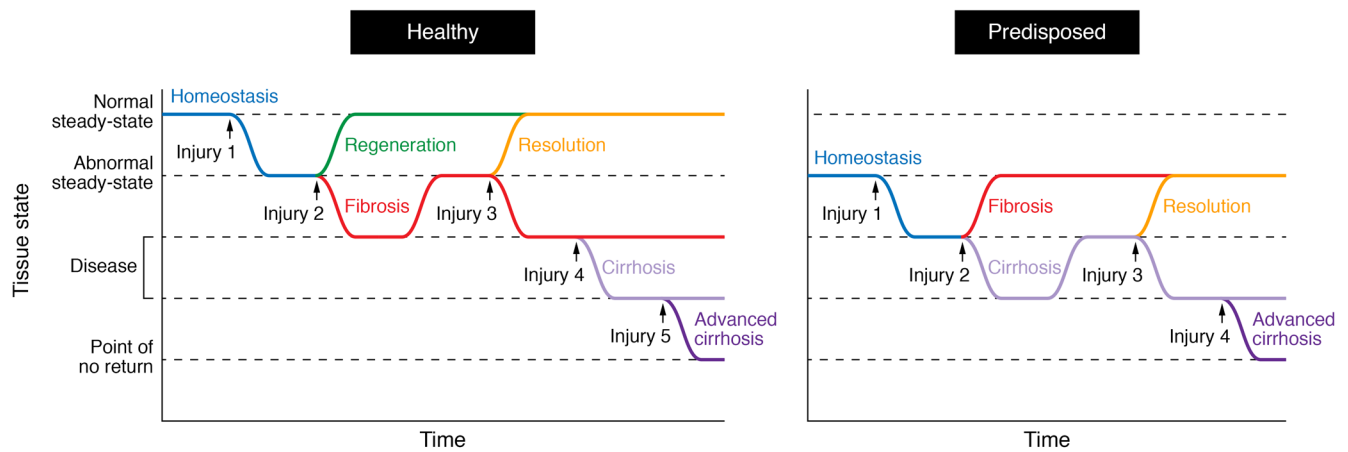 Healthy
Predisposed
Tissue state
Normal
steady-state
Abnormal
steady-state
Disease
Point of
no return
Homeostasis
Injury 1
Regeneration
Resolution
Injury 2
Fibrosis
Injury 3
Injury 4
Cirrhosis
Injury 5
Advanced
cirrhosis
Time
Homeostasis
Injury 1
Fibrosis
Resolution
Injury 2
Cirrhosis
Injury 3
Injury 4
Advanced
cirrhosis
Time